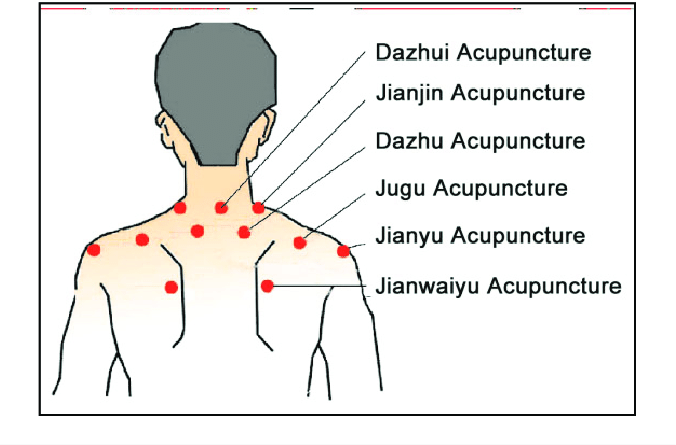 Dazhui Acupuncture
Jianjin Acupuncture
Dazhu Acupuncture
Jugu Acupuncture
Jianyu Acupuncture
Jianwaiyu Acupuncture